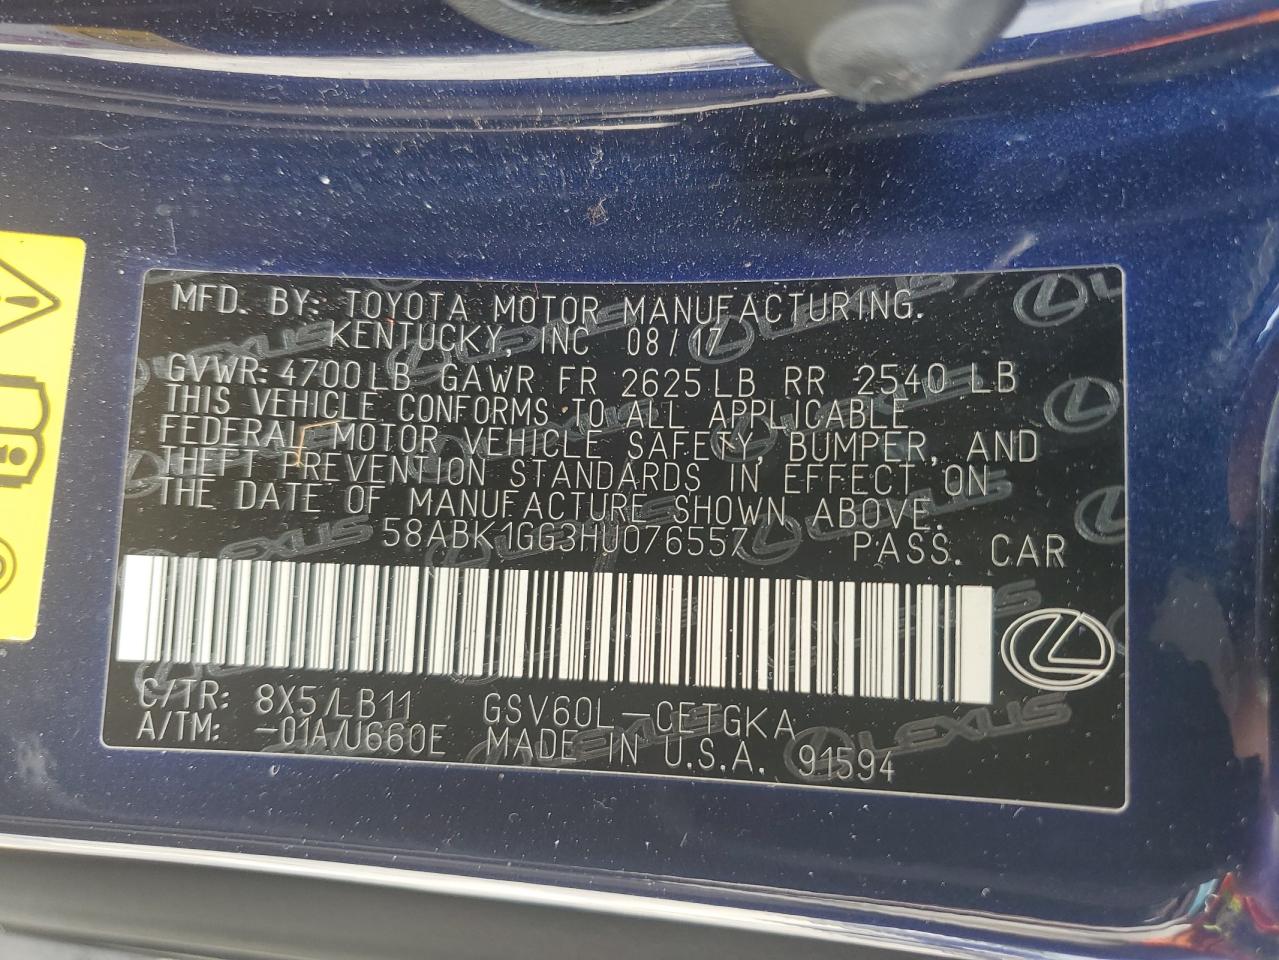 MFD. BY: TOYOTA MOTOR MANUFACTURING.
KENTUCKY, INC 08/17
GVWR: 4700LB GAWR FR 2625LB RR 2540 LB
THIS VEHICLE CONFORMS TO ALL APPLICABLE
FEDERAL MOTOR VEHICLE SAFETY, BUMPER, AND
THEFT PREVENTION STANDARDS IN EFFECT ON
THE DATE OF MANUFACTURE SHOWN ABOVE.
58ABK1GG3HU076557 PASS. CAR
C/TR: 8X5/LB11 GSV60L-CETGKA
A/TM: -01A/U660E MADE IN U.S.A. 91594
LEXUS